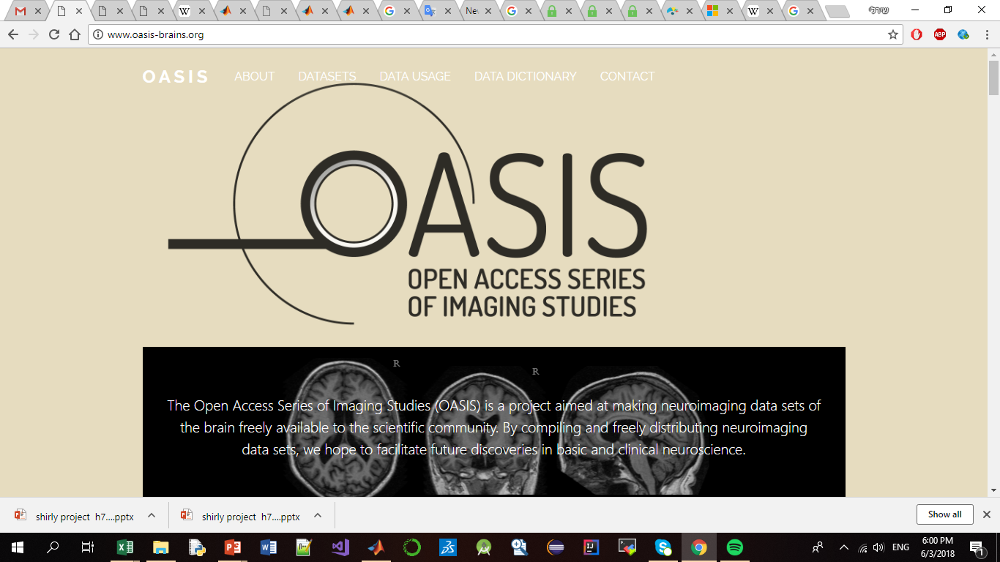 Nev
שירלי
www.oasis-brains.org
ABP
OASIS ABOUT DATASETS DATA USAGE DATA DICTIONARY CONTACT
OASIS
OPEN ACCESS SERIES
OF IMAGING STUDIES
R
R
The Open Access Series of Imaging Studies (OASIS) is a project aimed at making neuroimaging data sets of
the brain freely available to the scientific community. By compiling and freely distributing neuroimaging
data sets, we hope to facilitate future discoveries in basic and clinical neuroscience.
shirly project h7....pptx shirly project h7....pptx Show all
ENG
6:00 PM
6/3/2018
1